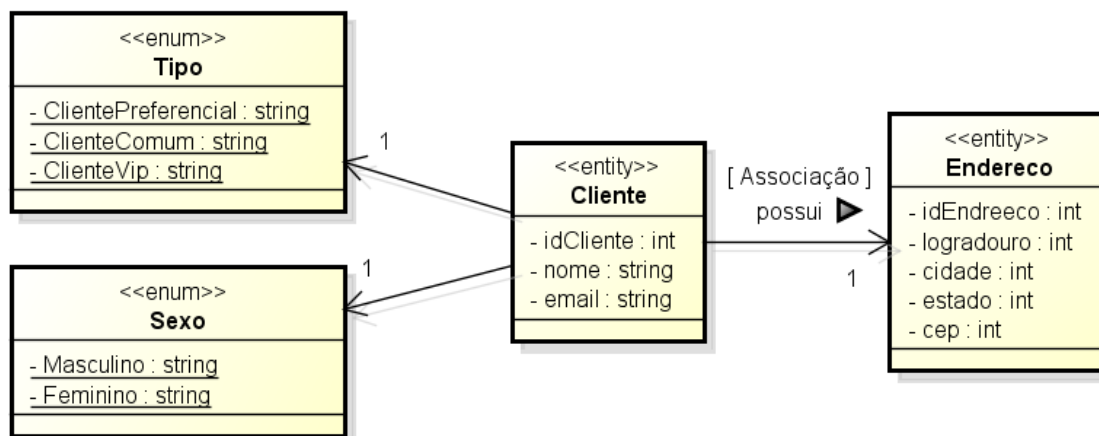 <<enum>>
Tipo
- ClientePreferencial : string
- ClienteComum : string
- ClienteVip : string
1
<<enum>>
Sexo
- Masculino : string
- Feminino : string
1
<<entity>>
Cliente
- idCliente : int
- nome : string
- email : string
[ Associação ]
possui
1
<<entity>>
Endereco
- idEndreeco : int
- logradouro : int
- cidade : int
- estado : int
- cep : int